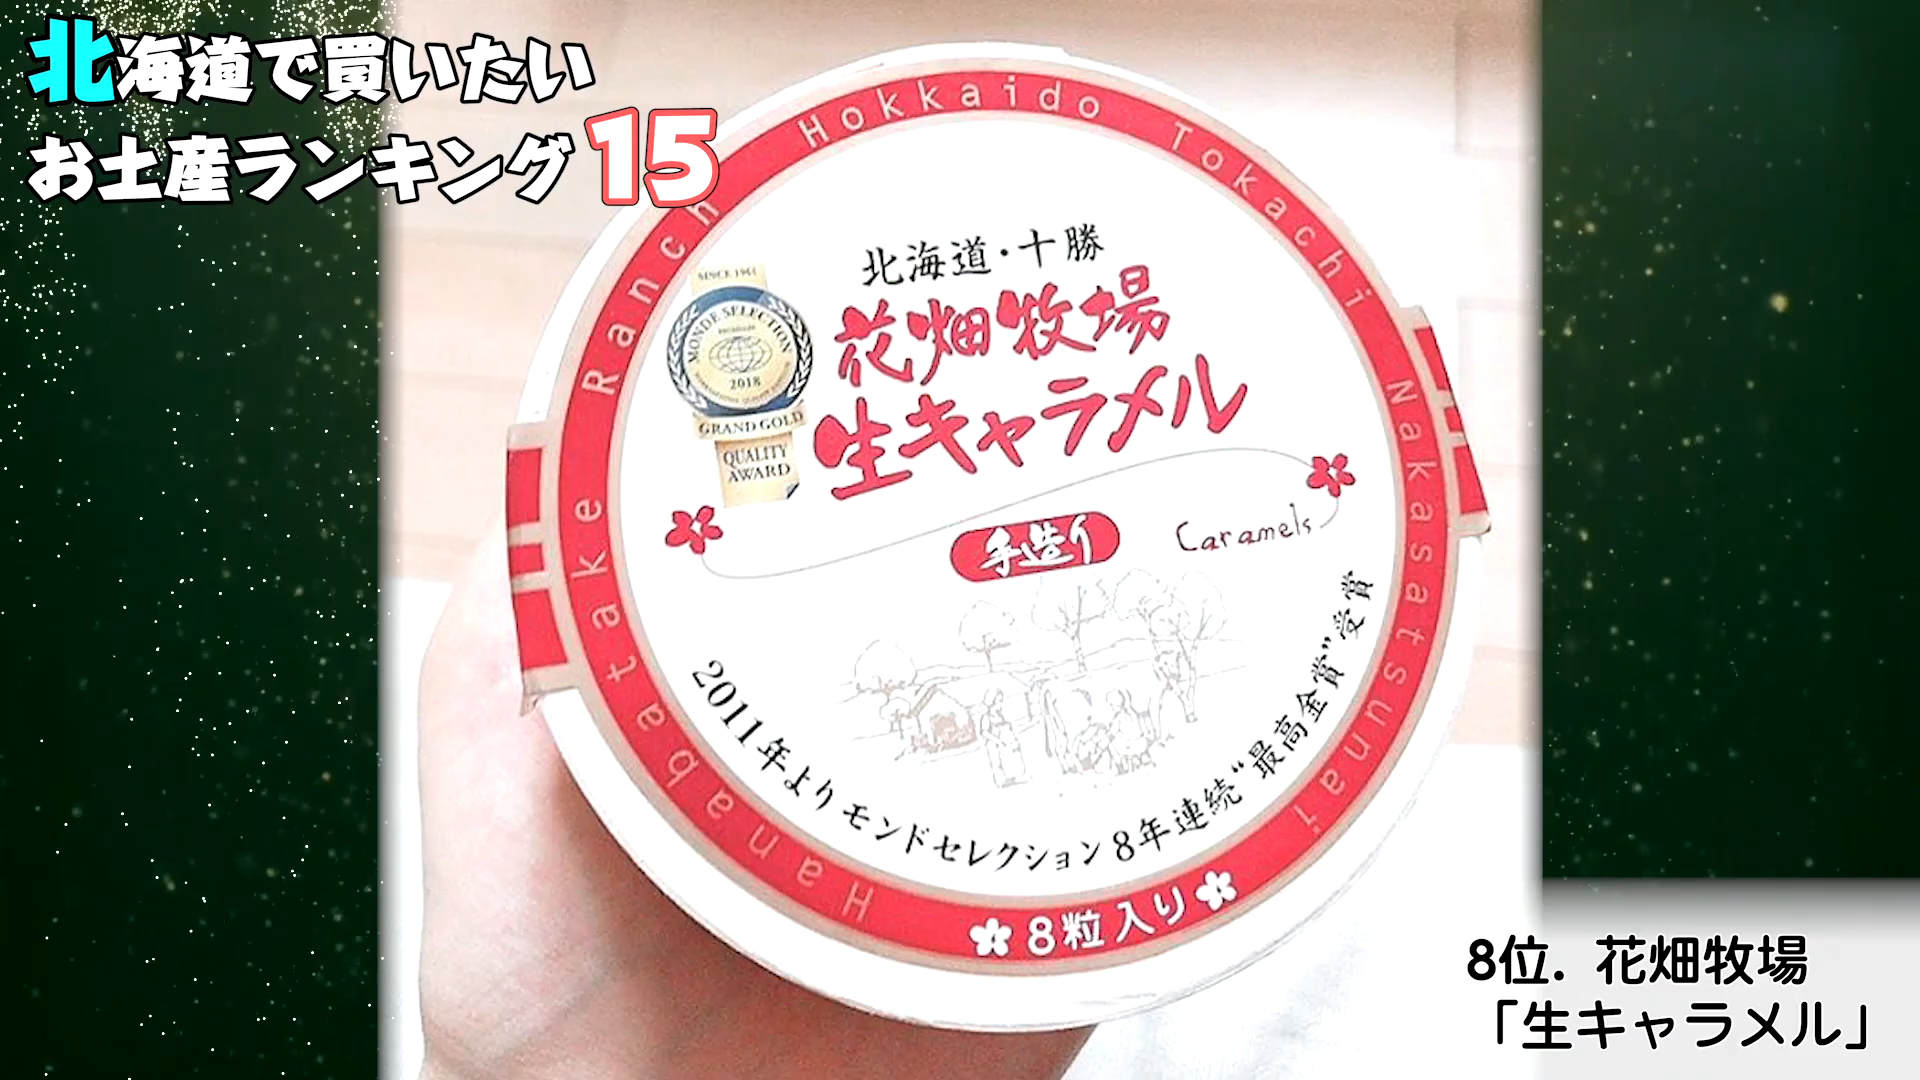 北海道で買いたい
お土産ランキング15
Hanabatake Ranch Hokkaido Tokachi Nakasatsunai
北海道・十勝
花畑牧場
生キャラメル
SINCE 1961
MONDE SELECTION
2018
GRAND GOLD
QUALITY
AWARD
手造り
Caramels
2011年よりモンドセレクション8年連続“最高金賞”受賞
8粒入り
8位. 花畑牧場
「生キャラメル」